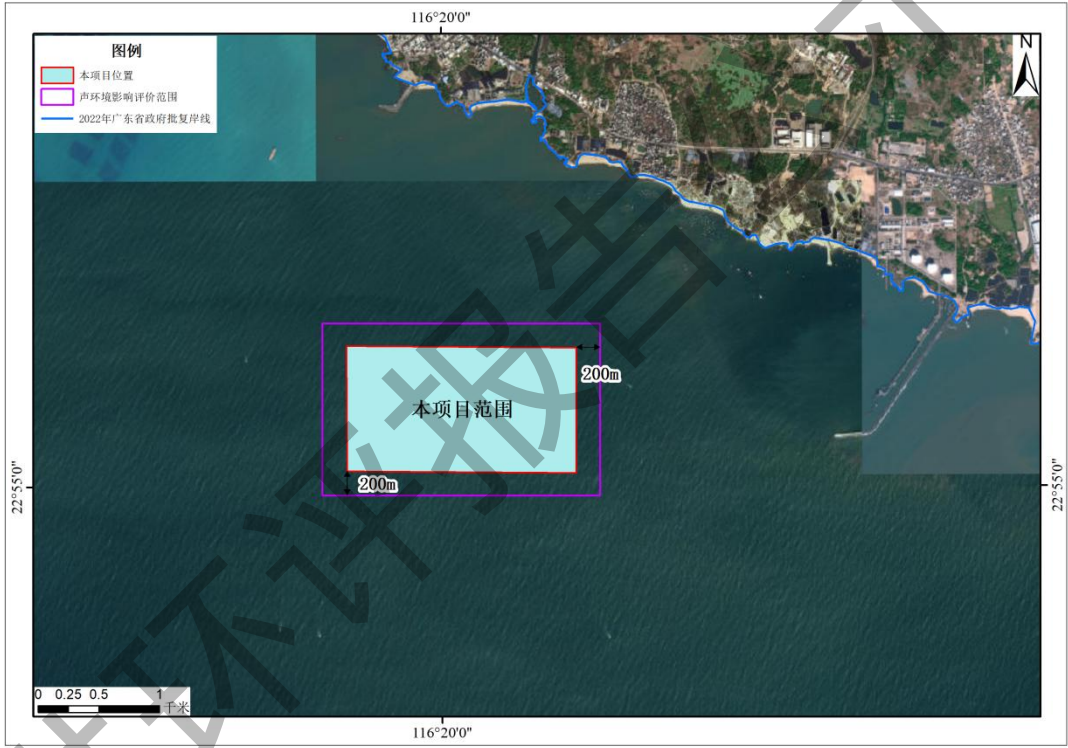 116°20'0"
图例
本项目位置
声环境影响评价范围
2022年广东省政府批复岸线
N
200m
本项目范围
200m
22°55'0"
22°55'0"
0 0.25 0.5 1
千米
116°20'0"
环评报告